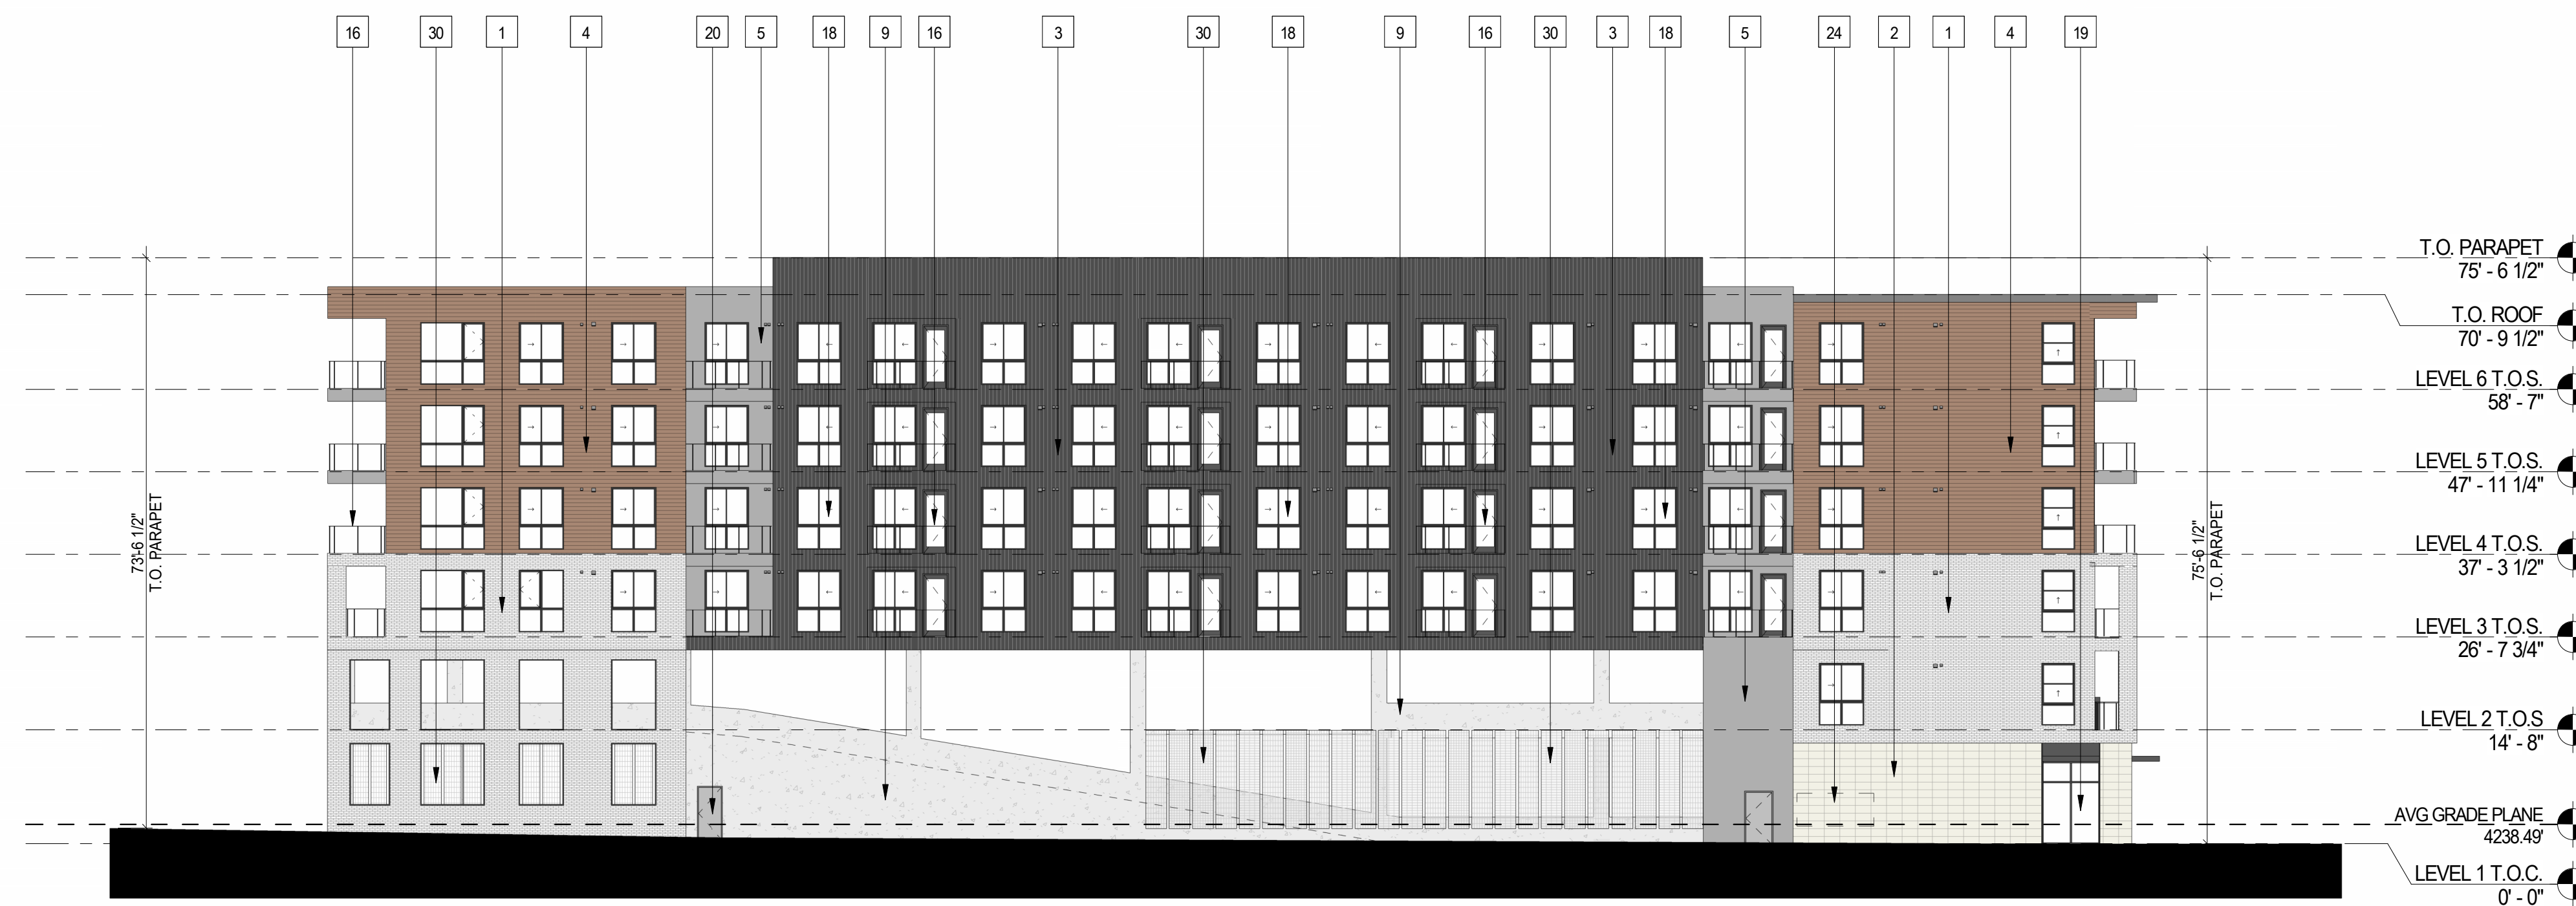 16
30
1
4
20
5
18
9
16
3
30
18
9
16
30
3
18
5
24
2
1
4
19
T.O. PARAPET
75' - 6 1/2"
T.O. ROOF
70' - 9 1/2"
LEVEL 6 T.O.S.
58' - 7"
LEVEL 5 T.O.S.
47' - 11 1/4"
LEVEL 4 T.O.S.
37' - 3 1/2"
LEVEL 3 T.O.S.
26' - 7 3/4"
LEVEL 2 T.O.S
14' - 8"
AVG GRADE PLANE
4238.49'
LEVEL 1 T.O.C.
0' - 0"
73'-6 1/2"
T.O. PARAPET
75'-6 1/2"
T.O. PARAPET